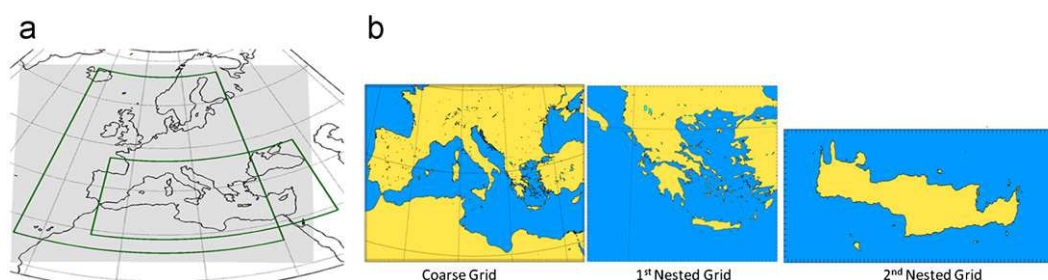 a
b
Coarse Grid
1st Nested Grid
2nd Nested Grid